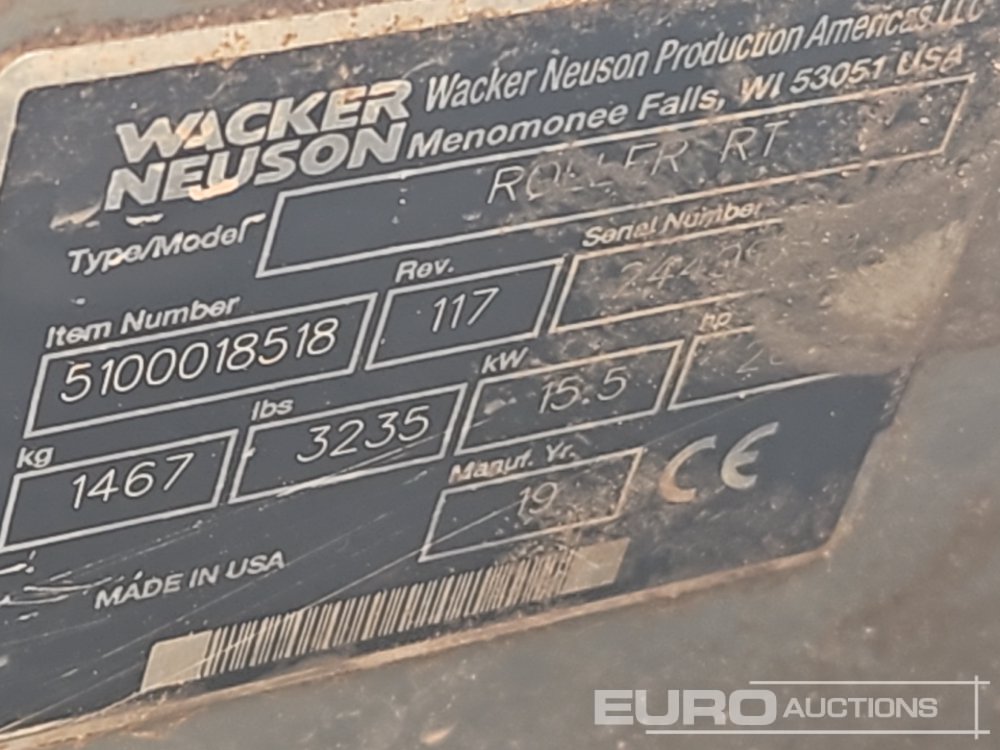 WACKER NEUSON
Wacker Neuson Production Americas LLC
Menomonee Falls, WI 53051 USA
Type/Model
ROLLER RT
Item Number
5100018518
Rev.
117
Serial Number
kg
1467
lbs
3235
kW
15.5
hp
Manuf. Yr.
19
CE
MADE IN USA
EURO AUCTIONS